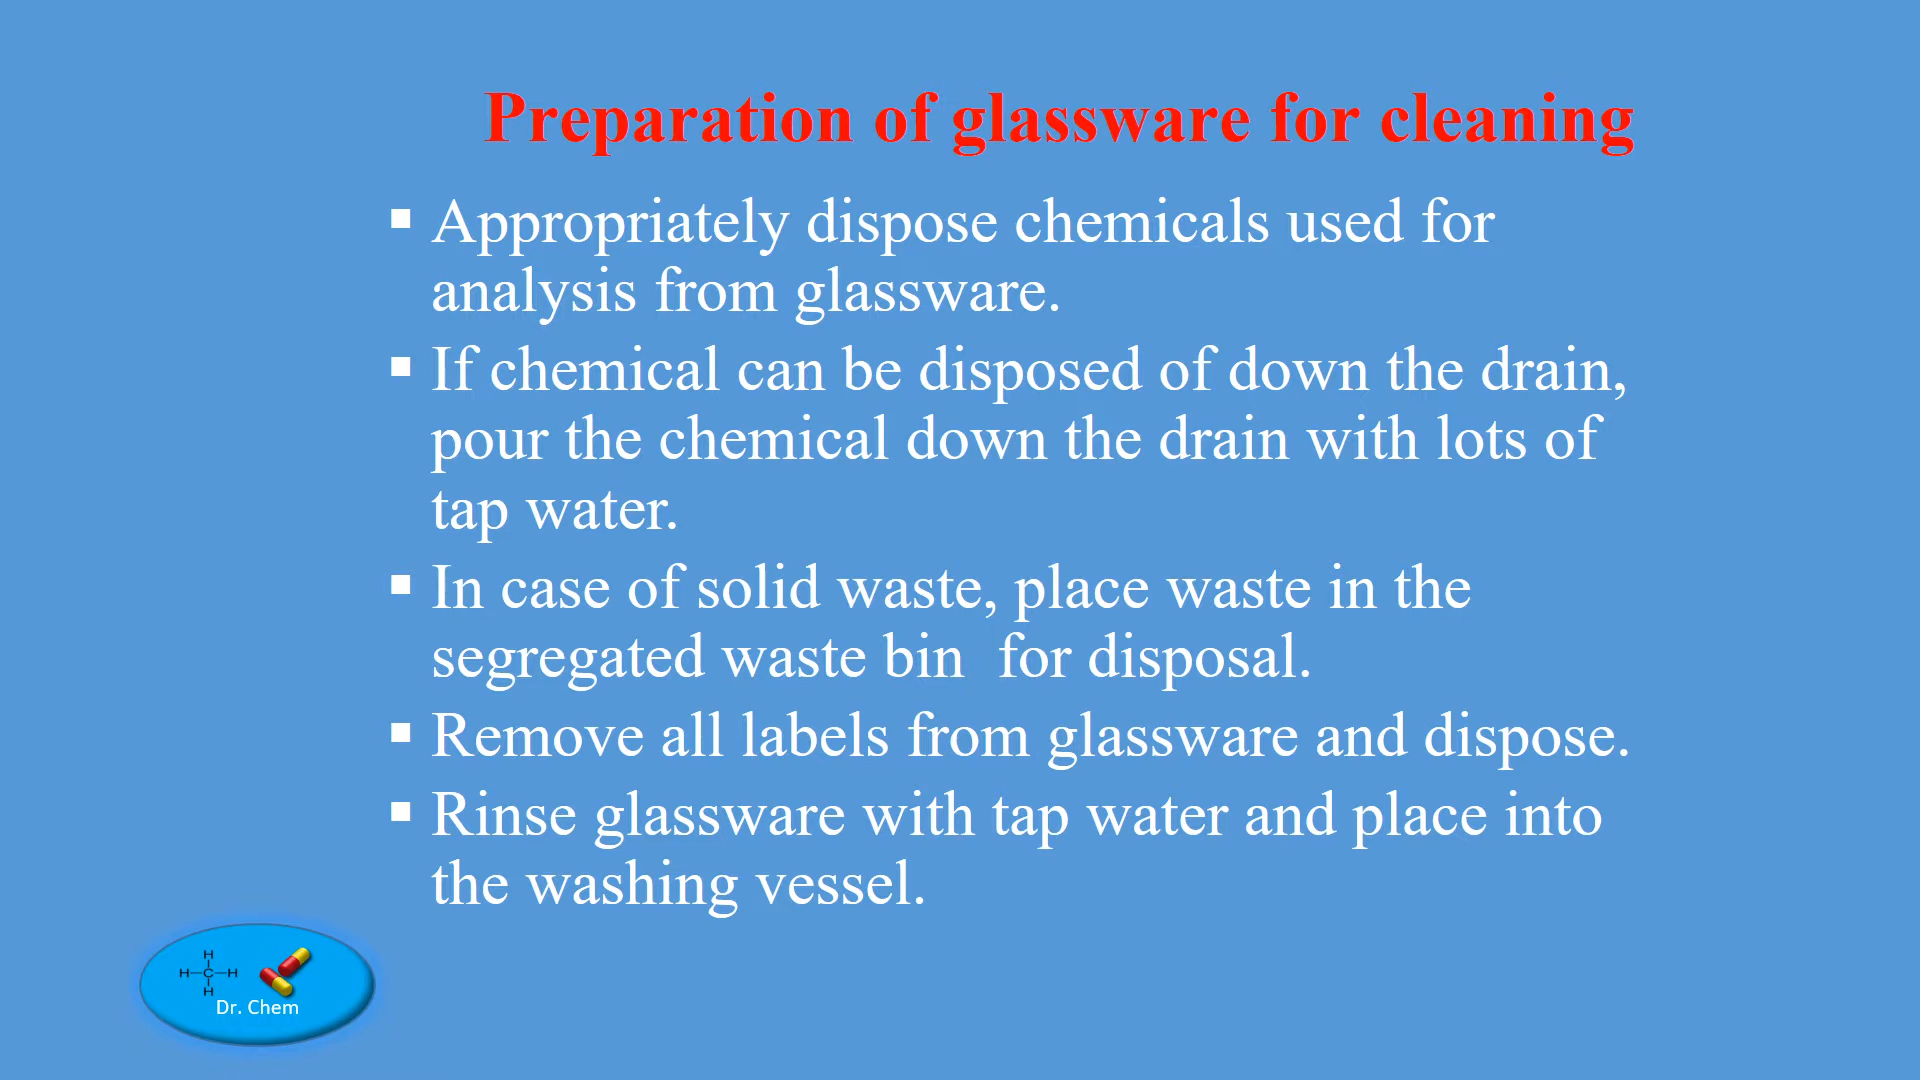 Preparation of glassware for cleaning
▪ Appropriately dispose chemicals used for
analysis from glassware.
▪ If chemical can be disposed of down the drain,
pour the chemical down the drain with lots of
tap water.
▪ In case of solid waste, place waste in the
segregated waste bin  for disposal.
▪ Remove all labels from glassware and dispose.
▪ Rinse glassware with tap water and place into
the washing vessel.
H
H C H
H
Dr. Chem